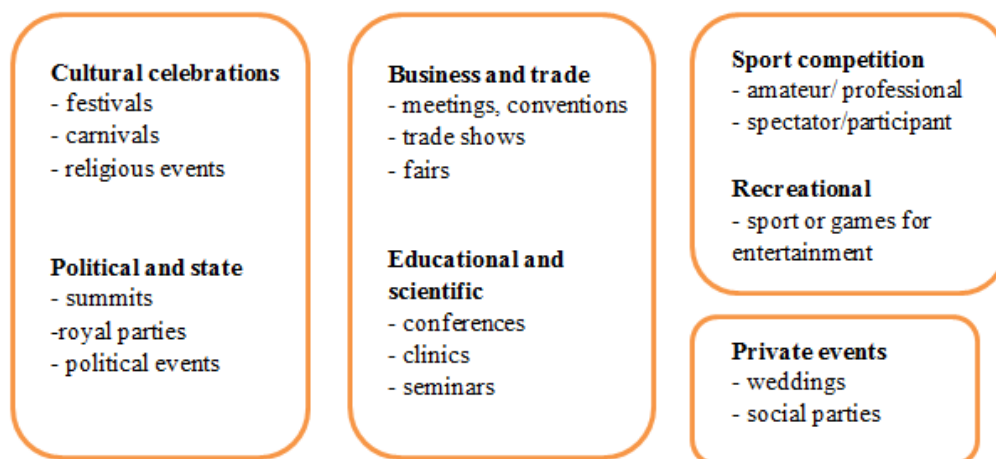 Cultural celebrations
- festivals
- carnivals
- religious events
Political and state
- summits
-royal parties
- political events
Business and trade
- meetings, conventions
- trade shows
- fairs
Educational and
scientific
- conferences
- clinics
- seminars
Sport competition
- amateur/ professional
- spectator/participant
Recreational
- sport or games for
entertainment
Private events
- weddings
- social parties